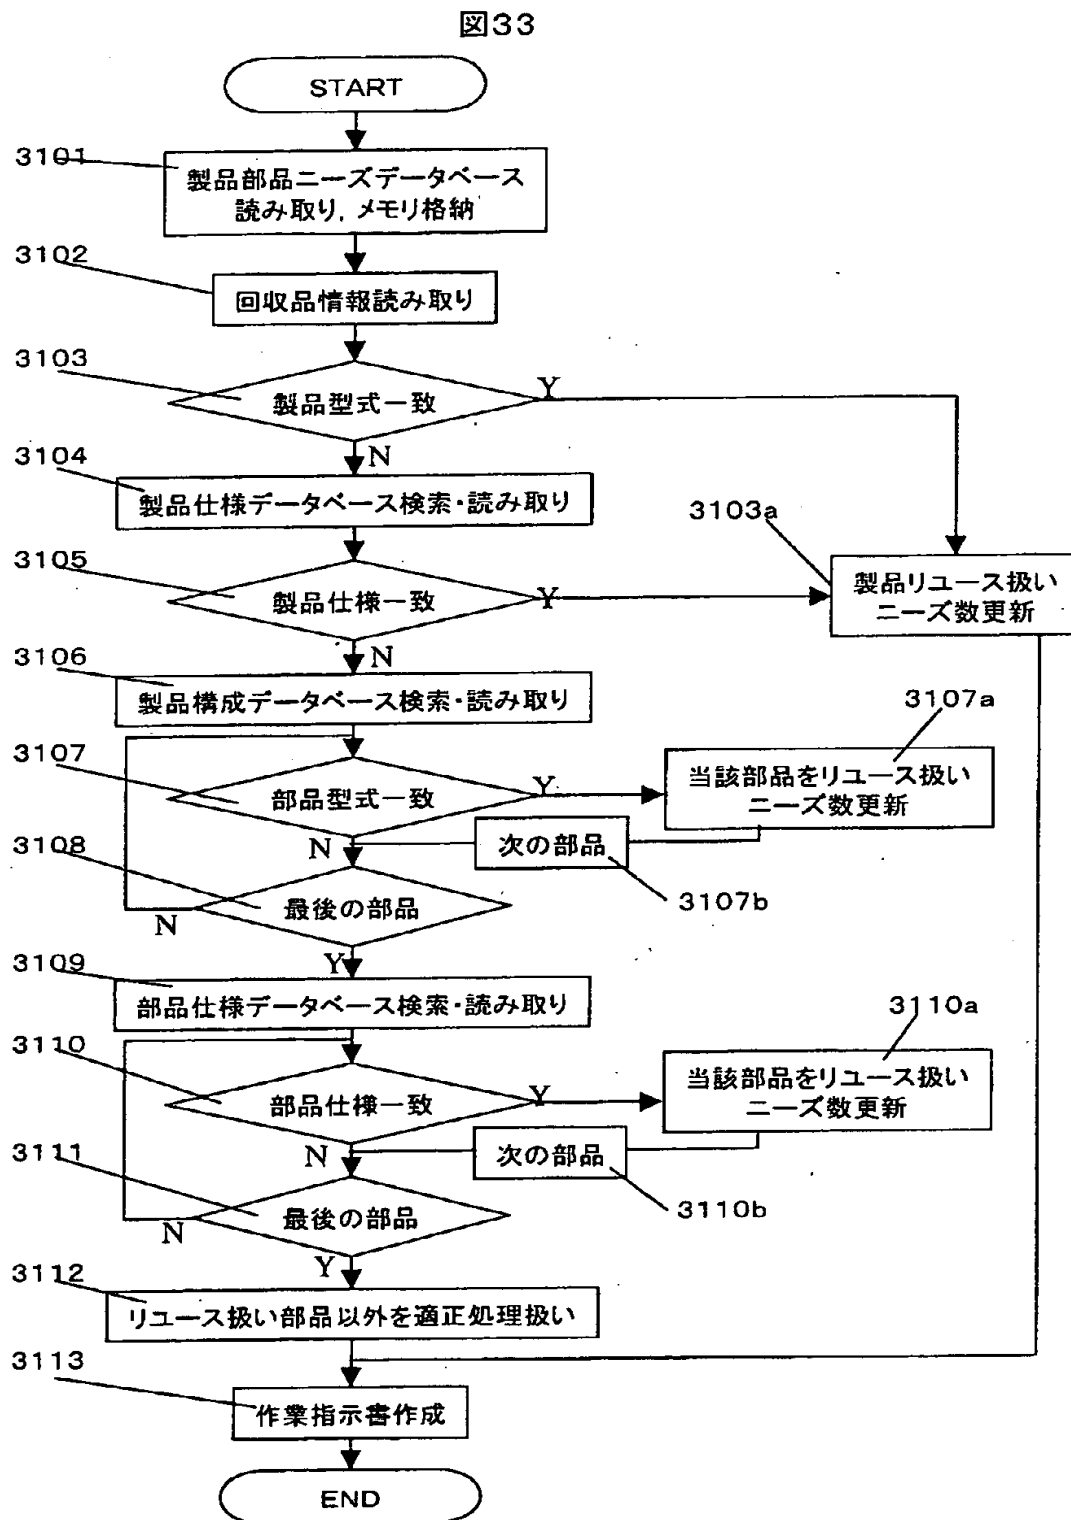 図33
START
3101
製品部品ニーズデータベース
読み取り, メモリ格納
3102
回収品情報読み取り
3103
製品型式一致
Y
N
3104
製品仕様データベース検索・読み取り
3103a
製品リユース扱い
ニーズ数更新
3105
製品仕様一致
Y
N
3106
製品構成データベース検索・読み取り
3107a
3107
部品型式一致
Y
当該部品をリユース扱い
ニーズ数更新
N
次の部品
3107b
3108
最後の部品
N
Y
3109
部品仕様データベース検索・読み取り
3110a
3110
部品仕様一致
Y
当該部品をリユース扱い
ニーズ数更新
N
次の部品
3110b
3111
最後の部品
N
Y
3112
リユース扱い部品以外を適正処理扱い
3113
作業指示書作成
END